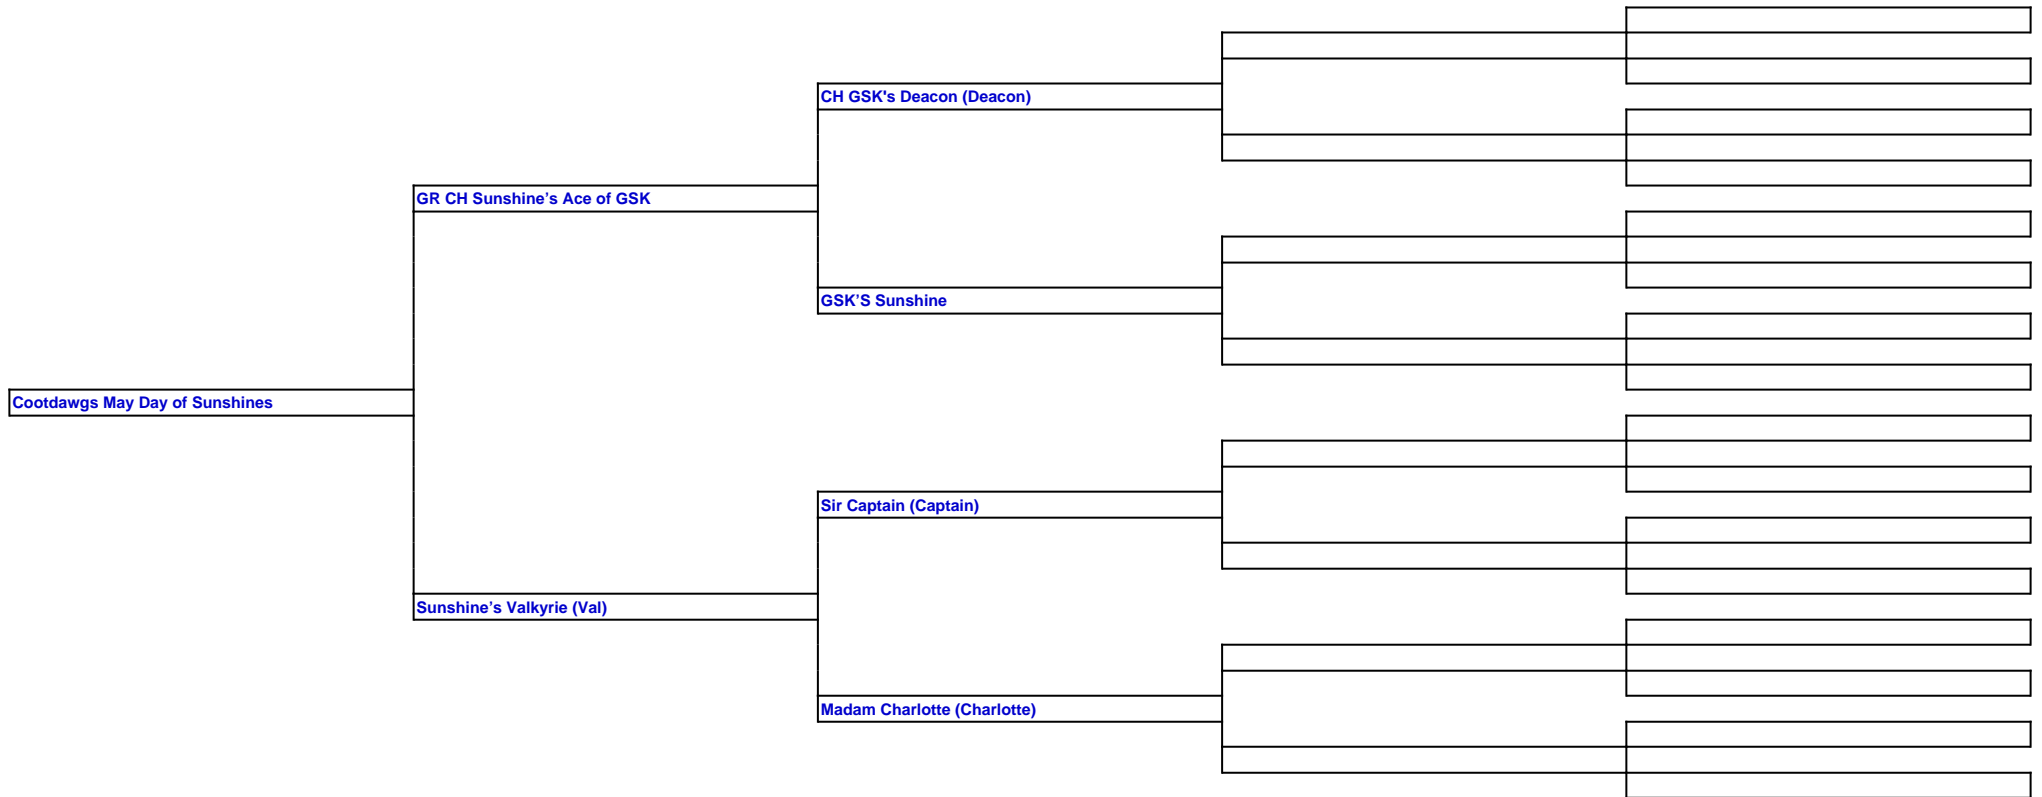 CH GSK's Deacon (Deacon)
GR CH Sunshine’s Ace of GSK
GSK’S Sunshine
Cootdawgs May Day of Sunshines
Sir Captain (Captain)
Sunshine’s Valkyrie (Val)
Madam Charlotte (Charlotte)